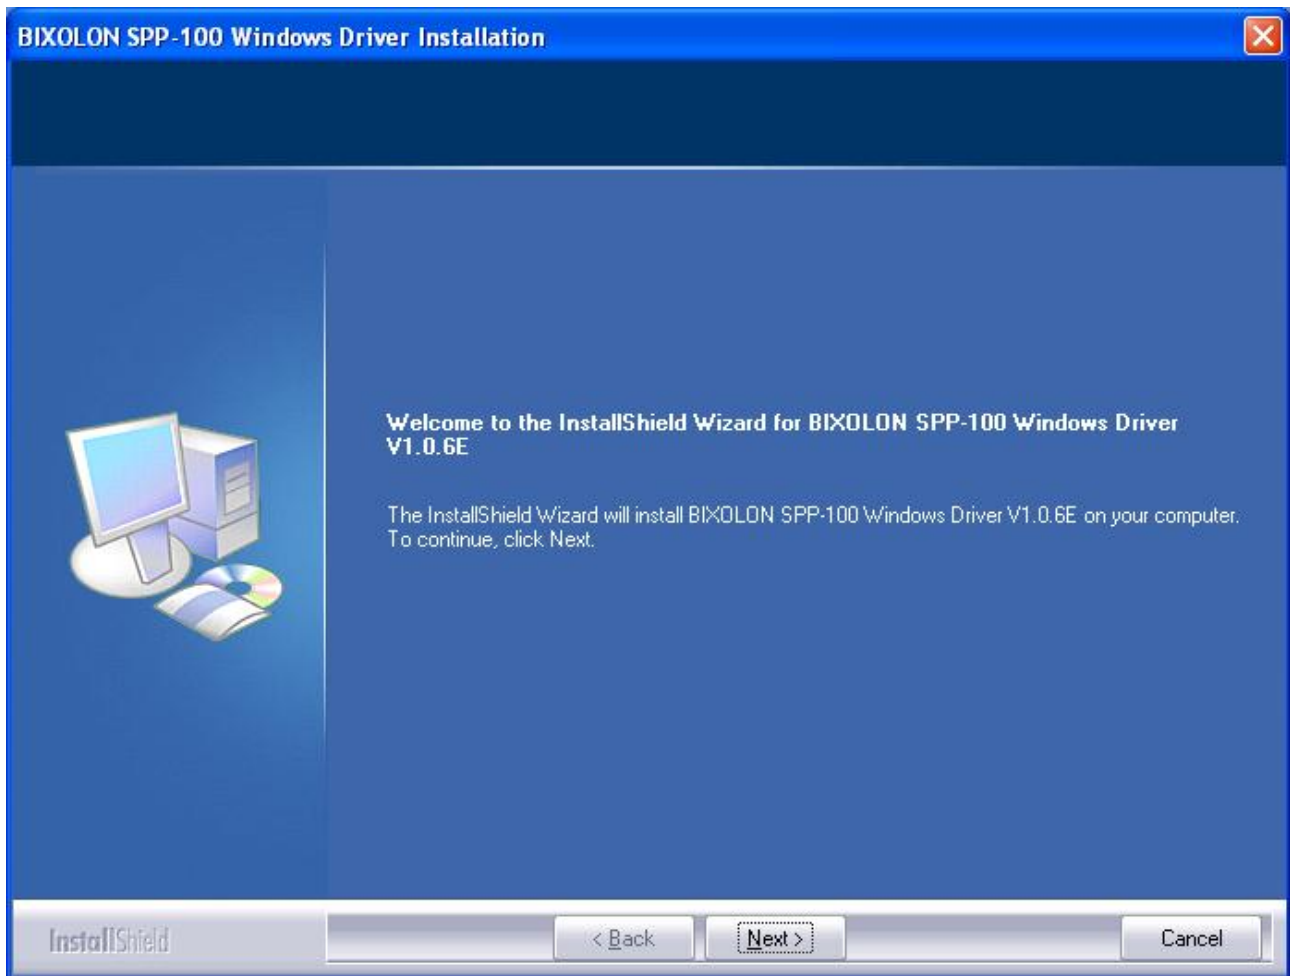 BIXOLON SPP-100 Windows Driver Installation
Welcome to the InstallShield Wizard for BIXOLON SPP-100 Windows Driver
V1.0.6E
The InstallShield Wizard will install BIXOLON SPP-100 Windows Driver V1.0.6E on your computer.
To continue, click Next.
InstallShield
< Back
Next >
Cancel